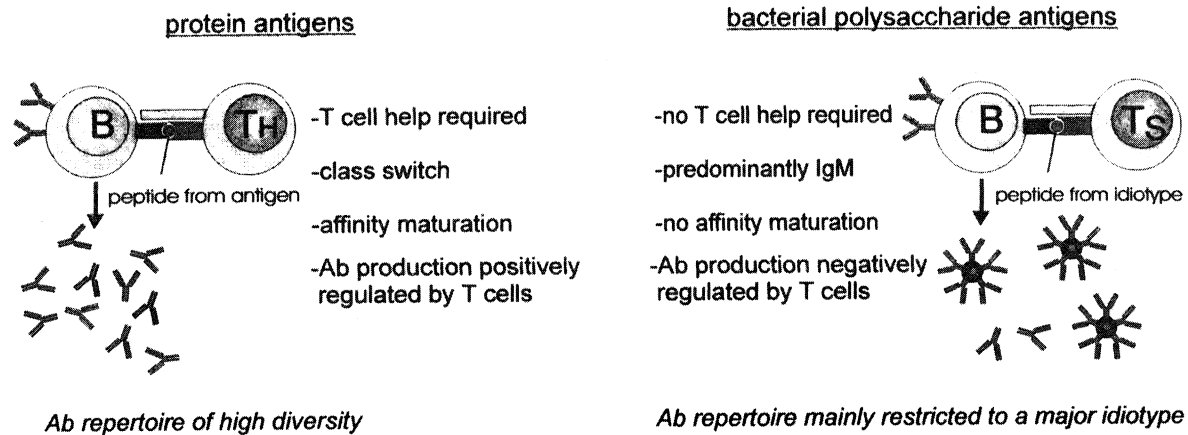 protein antigens
B
TH
peptide from antigen
-T cell help required
-class switch
-affinity maturation
-Ab production positively
regulated by T cells
Ab repertoire of high diversity
bacterial polysaccharide antigens
-no T cell help required
-predominantly IgM
-no affinity maturation
-Ab production negatively
regulated by T cells
B
TS
peptide from idiotype
Ab repertoire mainly restricted to a major idiotype